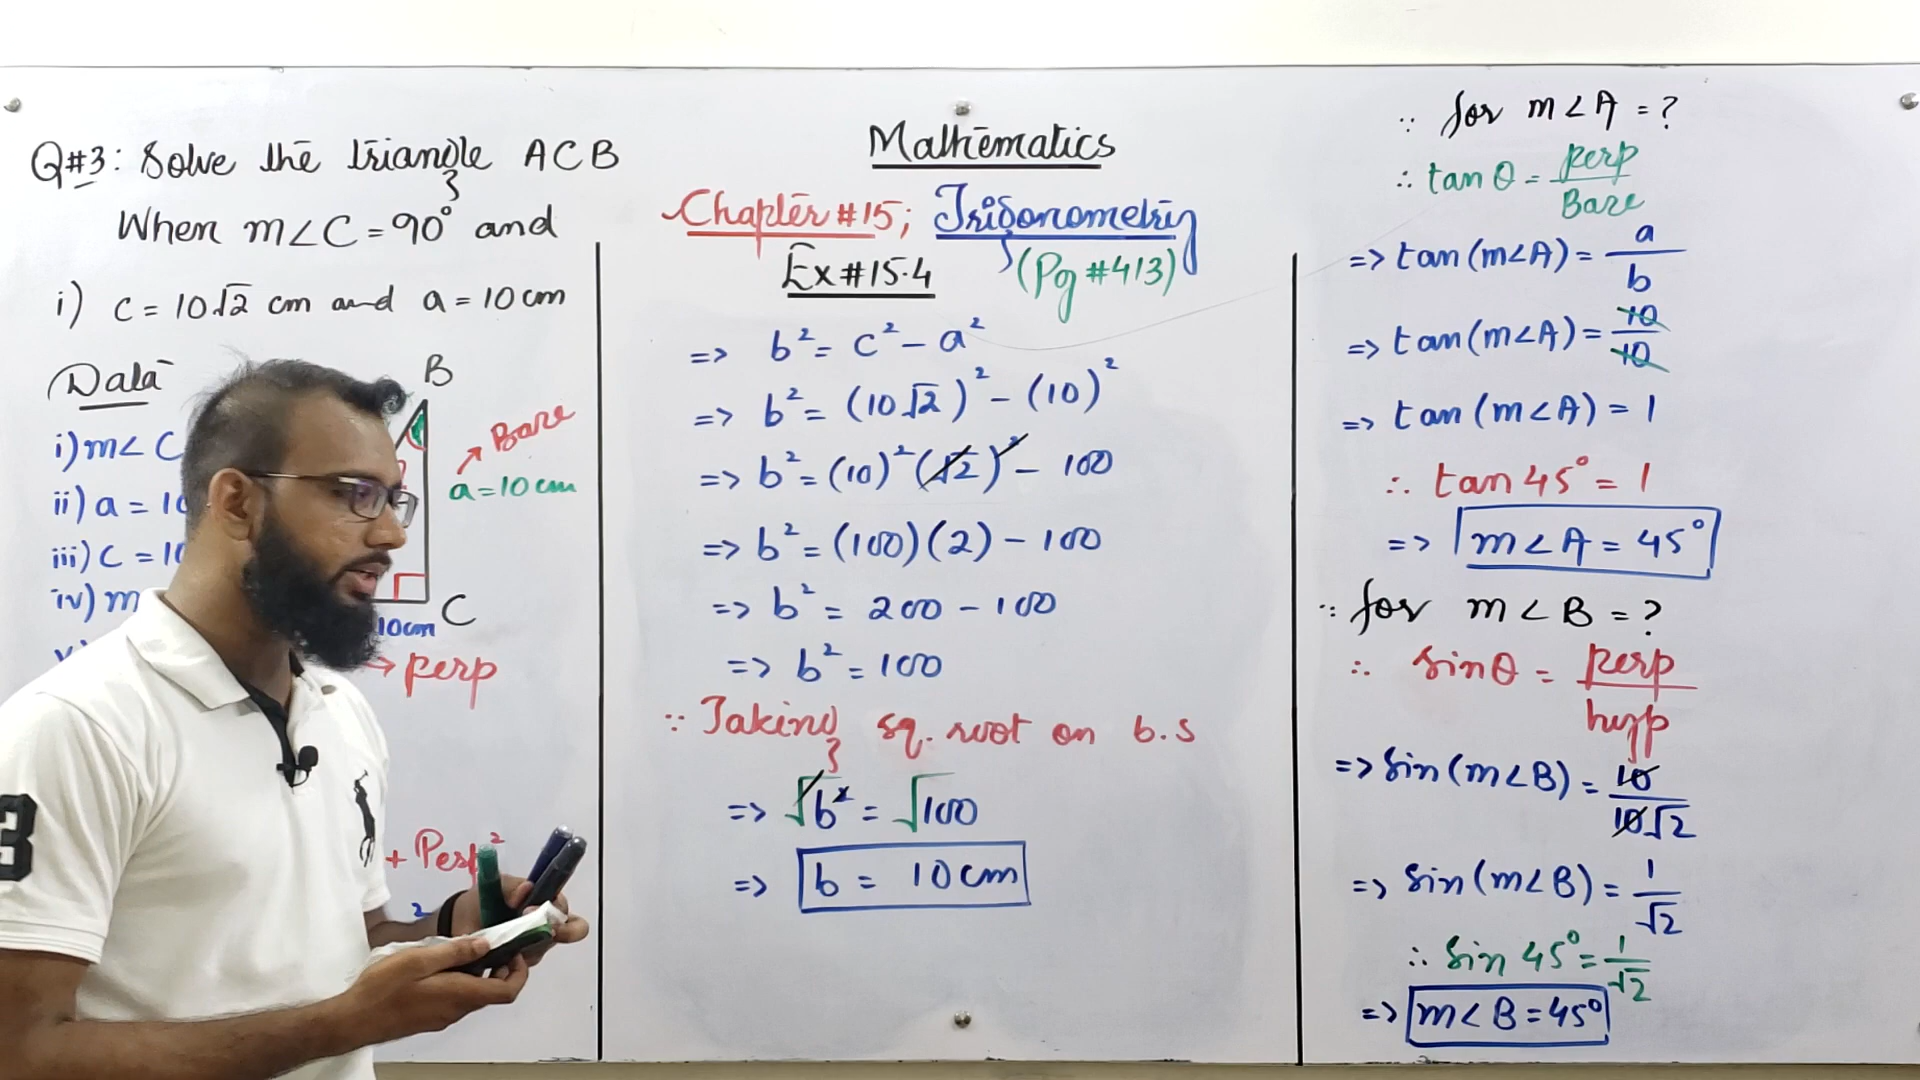 Q#3: Solve the triangle ACB
When m∠C = 90° and
i) c = 10√2 cm and a = 10 cm
Data
i) m∠C
ii) a = 10
iii) c = 10
iv) m
B
Base
a = 10 cm
C
10cm
→ perp
+ Perp²
2
3
Mathematics
Chapter #15; Trigonometry
Ex #15.4 (Pg #413)
=> b² = c² - a²
=> b² = (10√2)² - (10)²
=> b² = (10)²(√2)² - 100
=> b² = (100)(2) - 100
=> b² = 200 - 100
=> b² = 100
∵ Taking sq. root on b.s
=> √b² = √100
=> b = 10cm
∵ for m∠A = ?
∴ tan θ = perp/Base
=> tan(m∠A) = a/b
=> tan(m∠A) = 10/10
=> tan(m∠A) = 1
∴ tan 45° = 1
=> m∠A = 45°
∵ for m∠B = ?
∴ sin θ = perp/hyp
=> sin(m∠B) = 10/10√2
=> sin(m∠B) = 1/√2
∴ sin 45° = 1/√2
=> m∠B = 45°